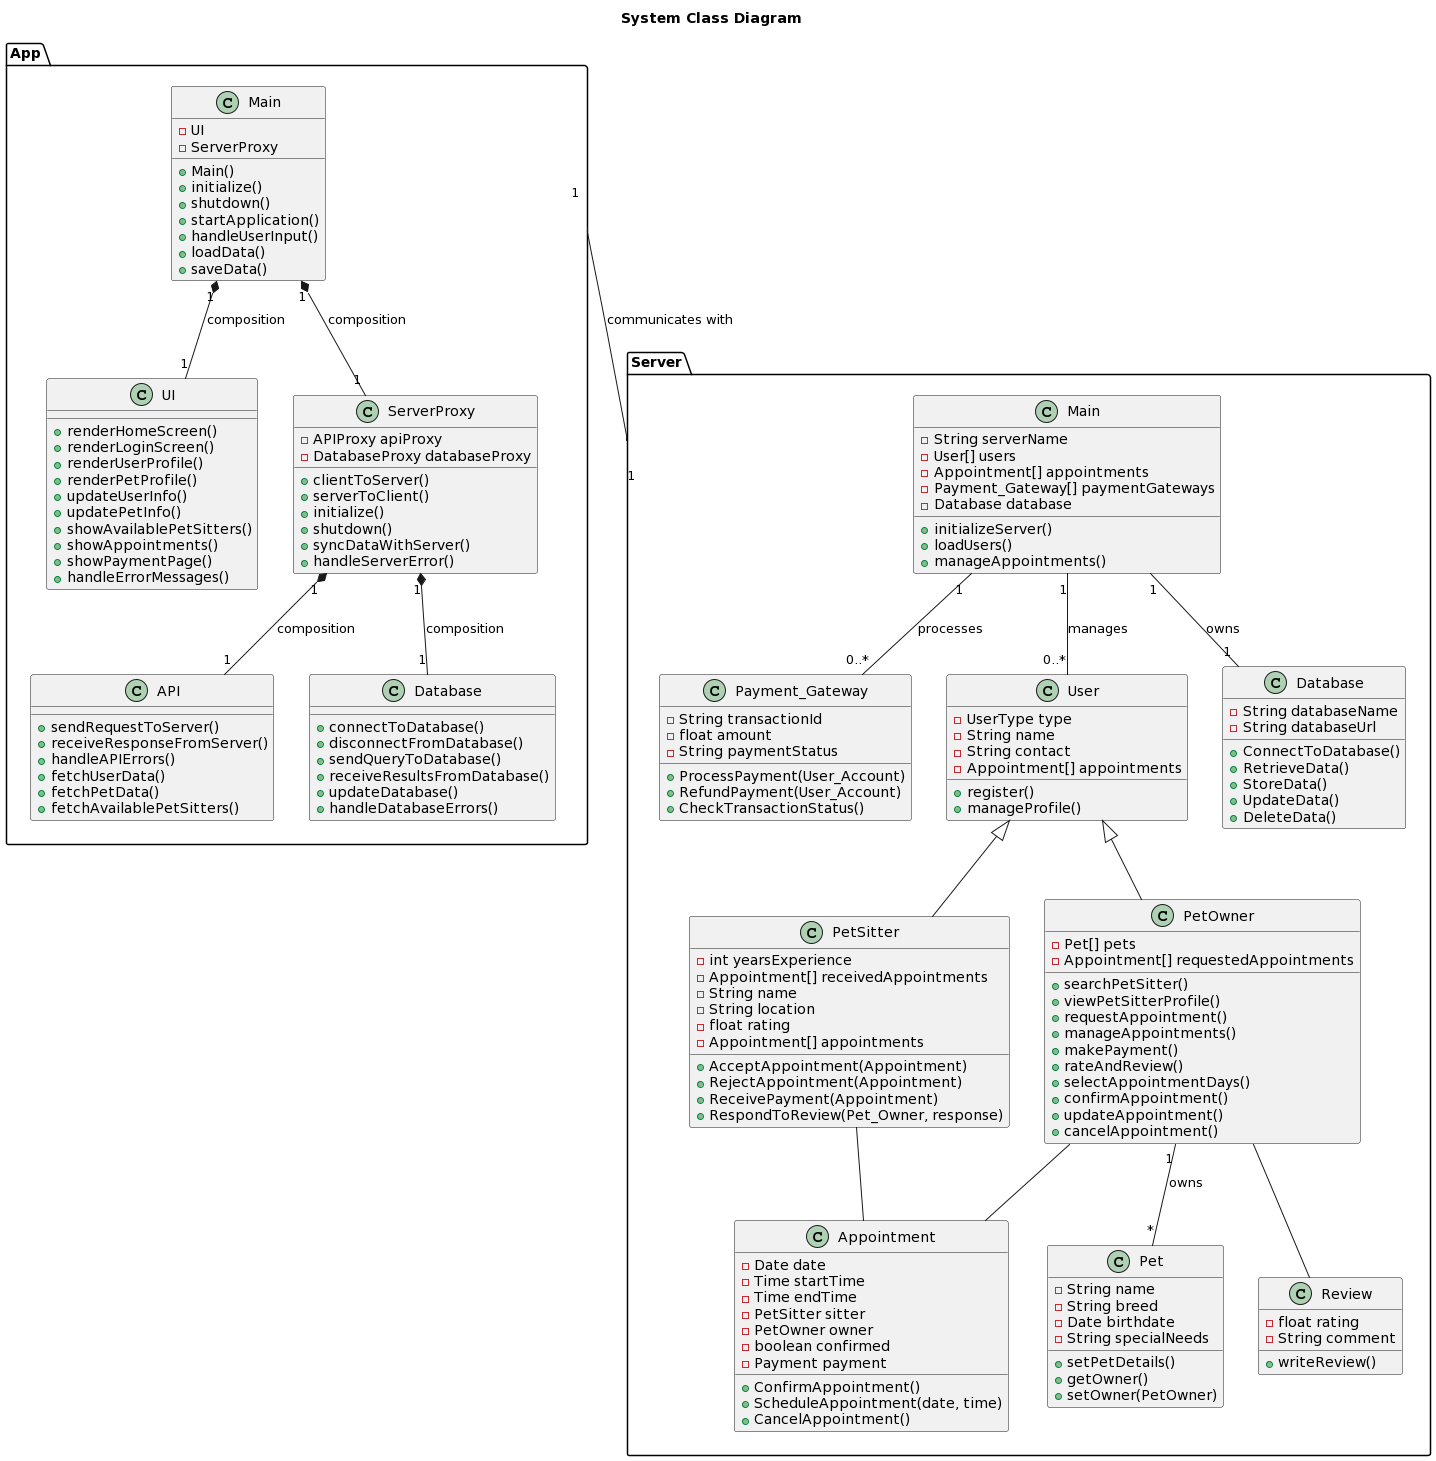 System Class Diagram
App
C Main
UI
ServerProxy
Main()
initialize()
shutdown()
startApplication()
handleUserInput()
loadData()
saveData()
1
1
composition
composition
1
1
C UI
renderHomeScreen()
renderLoginScreen()
renderUserProfile()
renderPetProfile()
updateUserInfo()
updatePetInfo()
showAvailablePetSitters()
showAppointments()
showPaymentPage()
handleErrorMessages()
C ServerProxy
APIProxy apiProxy
DatabaseProxy databaseProxy
clientToServer()
serverToClient()
initialize()
shutdown()
syncDataWithServer()
handleServerError()
1
1
composition
composition
1
1
C API
sendRequestToServer()
receiveResponseFromServer()
handleAPIErrors()
fetchUserData()
fetchPetData()
fetchAvailablePetSitters()
C Database
connectToDatabase()
disconnectFromDatabase()
sendQueryToDatabase()
receiveResultsFromDatabase()
updateDatabase()
handleDatabaseErrors()
1
communicates with
1
Server
C Main
String serverName
User[] users
Appointment[] appointments
Payment_Gateway[] paymentGateways
Database database
initializeServer()
loadUsers()
manageAppointments()
1
1
1
processes
manages
owns
0..*
0..*
1
C Payment_Gateway
String transactionId
float amount
String paymentStatus
ProcessPayment(User_Account)
RefundPayment(User_Account)
CheckTransactionStatus()
C User
UserType type
String name
String contact
Appointment[] appointments
register()
manageProfile()
C Database
String databaseName
String databaseUrl
ConnectToDatabase()
RetrieveData()
StoreData()
UpdateData()
DeleteData()
C PetSitter
int yearsExperience
Appointment[] receivedAppointments
String name
String location
float rating
Appointment[] appointments
AcceptAppointment(Appointment)
RejectAppointment(Appointment)
ReceivePayment(Appointment)
RespondToReview(Pet_Owner, response)
C PetOwner
Pet[] pets
Appointment[] requestedAppointments
searchPetSitter()
viewPetSitterProfile()
requestAppointment()
manageAppointments()
makePayment()
rateAndReview()
selectAppointmentDays()
confirmAppointment()
updateAppointment()
cancelAppointment()
1
owns
*
C Appointment
Date date
Time startTime
Time endTime
PetSitter sitter
PetOwner owner
boolean confirmed
Payment payment
ConfirmAppointment()
ScheduleAppointment(date, time)
CancelAppointment()
C Pet
String name
String breed
Date birthdate
String specialNeeds
setPetDetails()
getOwner()
setOwner(PetOwner)
C Review
float rating
String comment
writeReview()